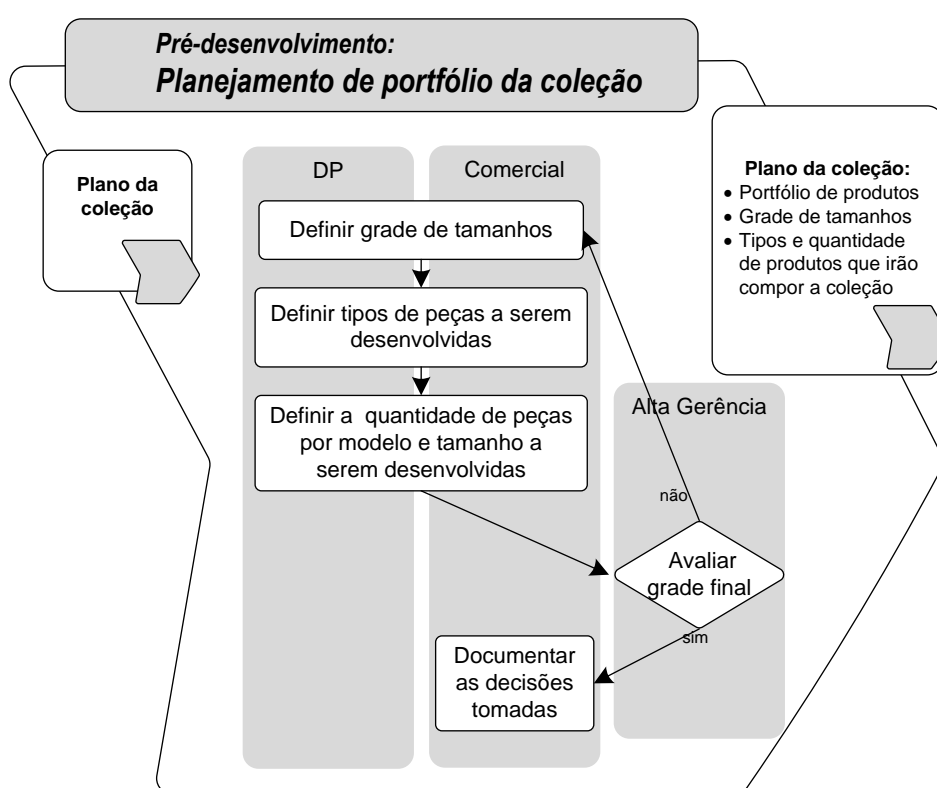 Pré-desenvolvimento:
Planejamento de portfólio da coleção
Plano da
coleção
DP
Comercial
Plano da coleção:
• Portfólio de produtos
• Grade de tamanhos
• Tipos e quantidade
de produtos que irão
compor a coleção
Definir grade de tamanhos
Definir tipos de peças a serem
desenvolvidas
Definir a quantidade de peças
por modelo e tamanho a
serem desenvolvidas
Alta Gerência
não
Avaliar
grade final
sim
Documentar
as decisões
tomadas